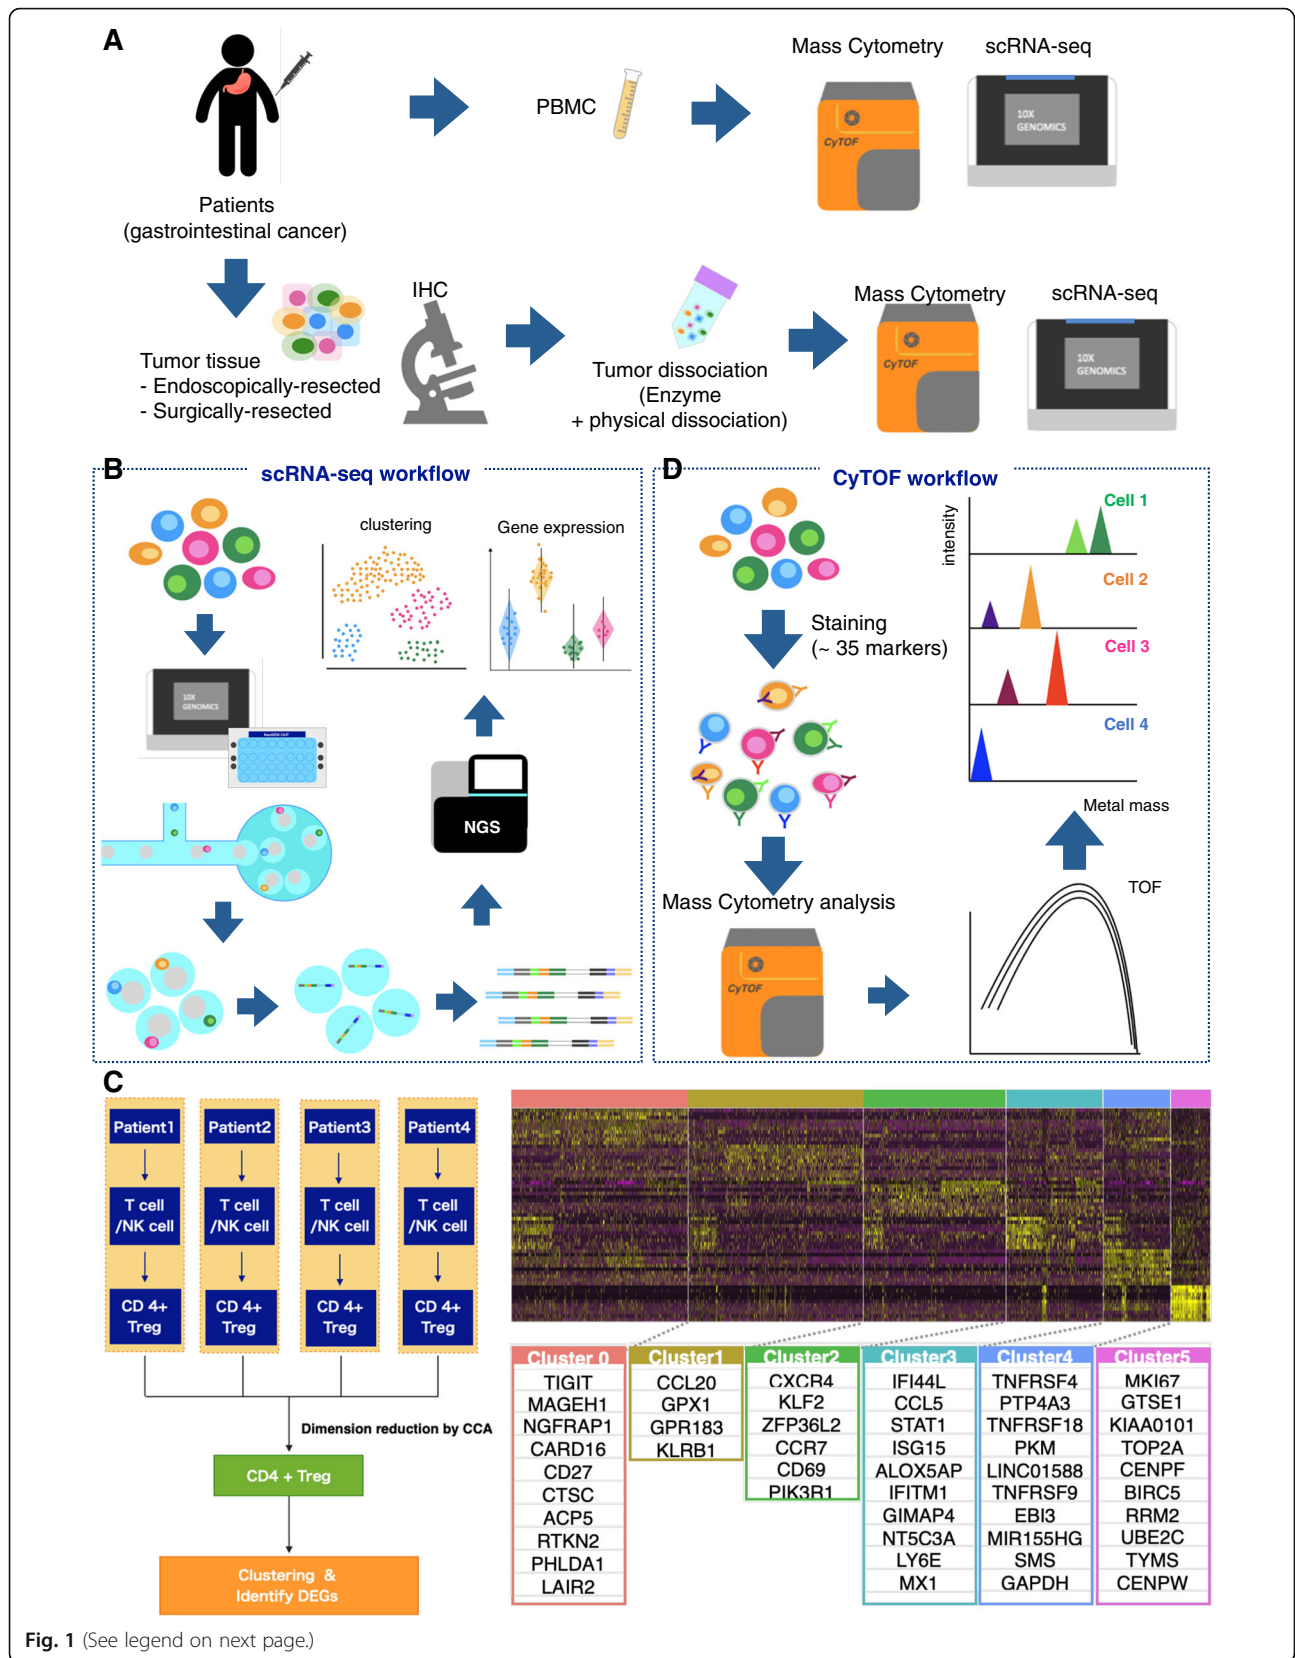 A
Mass Cytometry
scRNA-seq
PBMC
CyTOF
10X
GENOMICS
Patients
(gastrointestinal cancer)
IHC
Mass Cytometry
scRNA-seq
CyTOF
10X
GENOMICS
Tumor tissue
- Endoscopically-resected
- Surgically-resected
Tumor dissociation
(Enzyme
+ physical dissociation)
B
scRNA-seq workflow
clustering
Gene expression
10X
GENOMICS
NGS
D
CyTOF workflow
intensity
Cell 1
Cell 2
Cell 3
Cell 4
Staining
(~ 35 markers)
Metal mass
Mass Cytometry analysis
TOF
CyTOF
C
Patient1
Patient2
Patient3
Patient4
T cell
/NK cell
T cell
/NK cell
T cell
/NK cell
T cell
/NK cell
CD 4+
Treg
CD 4+
Treg
CD 4+
Treg
CD 4+
Treg
Dimension reduction by CCA
CD4 + Treg
Clustering &
Identify DEGs
Cluster 0
TIGIT
MAGEH1
NGFRAP1
CARD16
CD27
CTSC
ACP5
RTKN2
PHLDA1
LAIR2
Cluster1
CCL20
GPX1
GPR183
KLRB1
Cluster2
CXCR4
KLF2
ZFP36L2
CCR7
CD69
PIK3R1
Cluster3
IFI44L
CCL5
STAT1
ISG15
ALOX5AP
IFITM1
GIMAP4
NT5C3A
LY6E
MX1
Cluster4
TNFRSF4
PTP4A3
TNFRSF18
PKM
LINC01588
TNFRSF9
EBI3
MIR155HG
SMS
GAPDH
Cluster5
MKI67
GTSE1
KIAA0101
TOP2A
CENPF
BIRC5
RRM2
UBE2C
TYMS
CENPW
Fig. 1 (See legend on next page.)